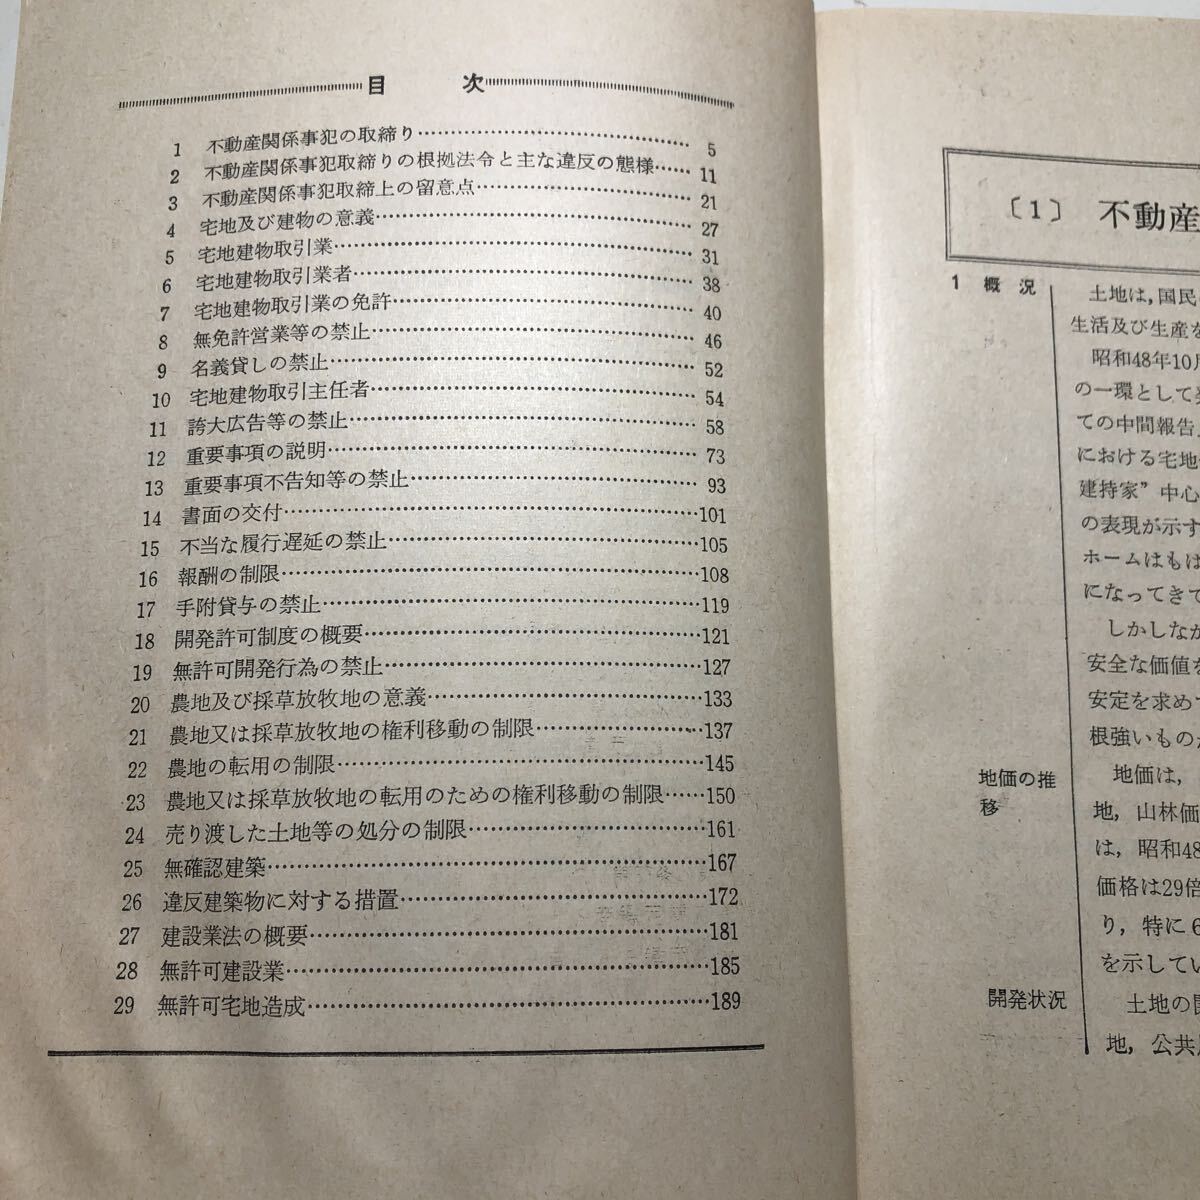 目 次
1 不動産関係事犯の取締り……5
2 不動産関係事犯取締りの根拠法令と主な違反の態様……11
3 不動産関係事犯取締上の留意点……21
4 宅地及び建物の意義……27
5 宅地建物取引業……31
6 宅地建物取引業者……38
7 宅地建物取引業の免許……40
8 無免許営業等の禁止……46
9 名義貸しの禁止……52
10 宅地建物取引主任者……54
11 誇大広告等の禁止……58
12 重要事項の説明……73
13 重要事項不告知等の禁止……93
14 書面の交付……101
15 不当な履行遅延の禁止……105
16 報酬の制限……108
17 手附貸与の禁止……119
18 開発許可制度の概要……121
19 無許可開発行為の禁止……127
20 農地及び採草放牧地の意義……133
21 農地又は採草放牧地の権利移動の制限……137
22 農地の転用の制限……145
23 農地又は採草放牧地の転用のための権利移動の制限……150
24 売り渡した土地等の処分の制限……161
25 無確認建築……167
26 違反建築物に対する措置……172
27 建設業法の概要……181
28 無許可建設業……185
29 無許可宅地造成……189
〔1〕 不動産
1 概況
土地は,国民
生活及び生産を
昭和48年10月
の一環として
ての中間報告
における宅地
建持家”中心
の表現が示す
ホームはもは
になってきて
しかしなが
安全な価値を
安定を求めて
根強いものが
地価の推移
地価は,
地,山林価
は,昭和48
価格は29倍
り,特に6
を示してい
開発状況
土地の開
地,公共